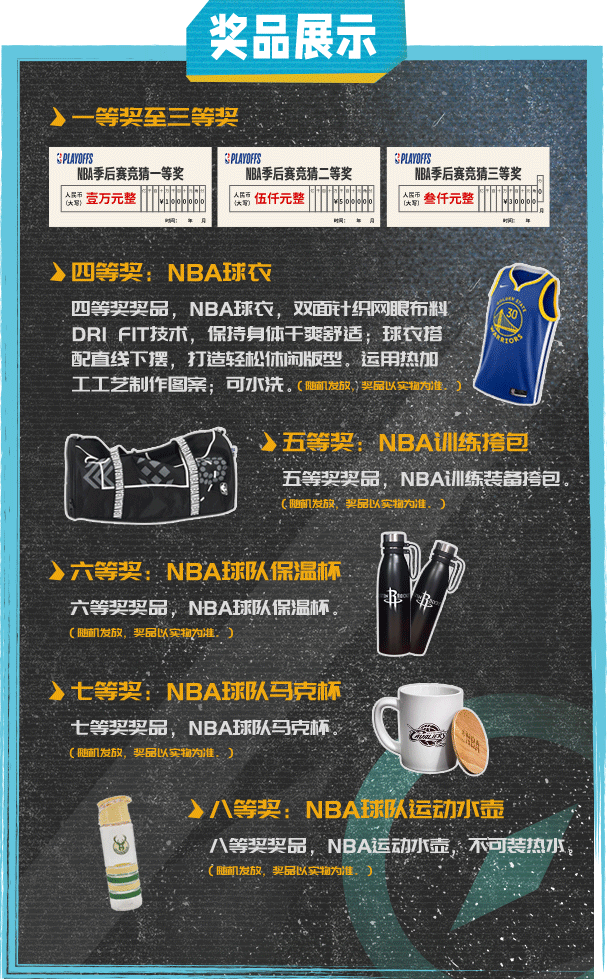 奖品展示
一等奖至三等奖
PLAYOFFS
NBA季后赛竞猜一等奖
人民币
(大写)
壹万元整
¥1000000
时间: 年 月
PLAYOFFS
NBA季后赛竞猜二等奖
人民币
(大写)
伍仟元整
¥500000
时间: 年 月
PLAYOFFS
NBA季后赛竞猜三等奖
人民币
(大写)
叁仟元整
¥300000
时间: 年 月
四等奖：NBA球衣
四等奖奖品，NBA球衣，双面针织网眼布料
DRI FIT技术，保持身体干爽舒适；球衣搭
配直线下摆，打造轻松休闲版型。运用热加
工工艺制作图案；可水洗。(随机发放，奖品以实物为准。)
GOLDEN STATE
30
WARRIORS
五等奖：NBA训练挎包
五等奖奖品，NBA训练装备挎包。
(随机发放，奖品以实物为准。)
六等奖：NBA球队保温杯
六等奖奖品，NBA球队保温杯。
(随机发放，奖品以实物为准。)
七等奖：NBA球队马克杯
七等奖奖品，NBA球队马克杯。
(随机发放，奖品以实物为准。)
CAVALIERS
NBA
八等奖：NBA球队运动水壶
八等奖奖品，NBA运动水壶，不可装热水。
(随机发放，奖品以实物为准。)